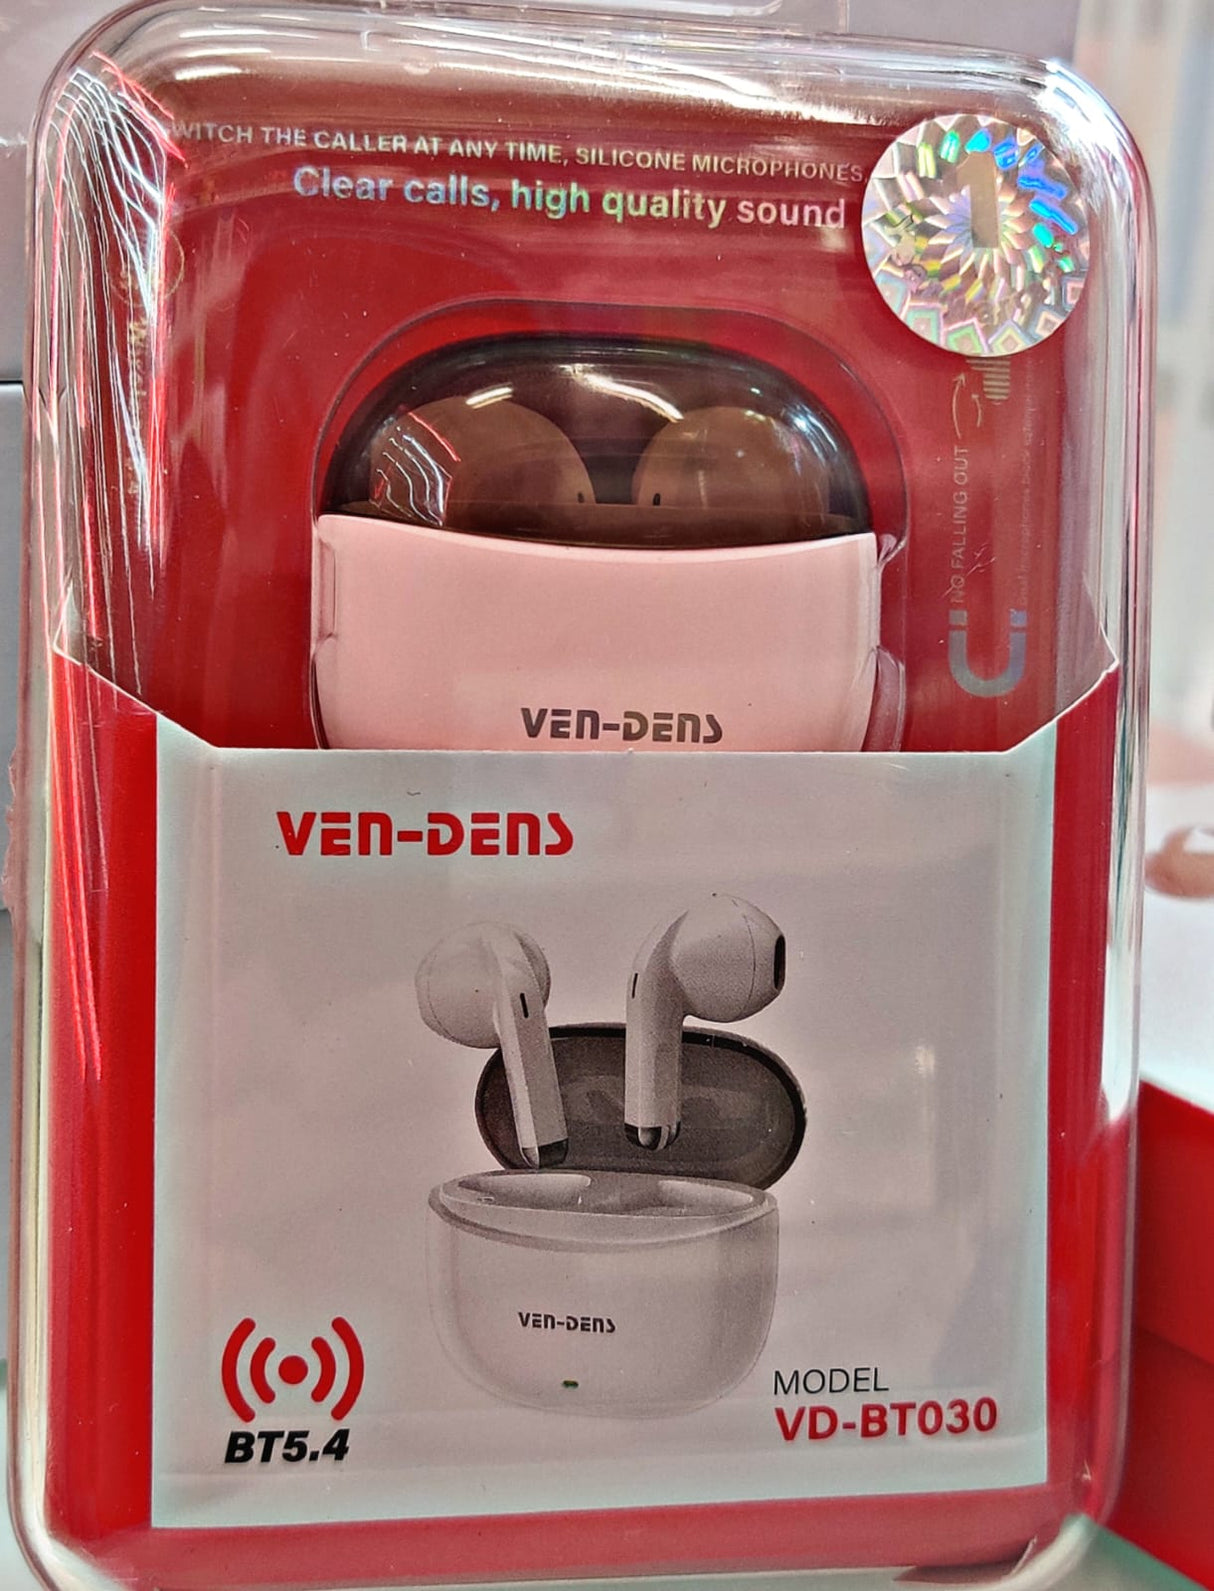 WITCH THE CALLER AT ANY TIME, SILICONE MICROPHONES,
Clear calls, high quality sound
1
NO FALLING OUT
VEN-DENS
VEN-DENS
VEN-DENS
BT5.4
MODEL
VD-BT030